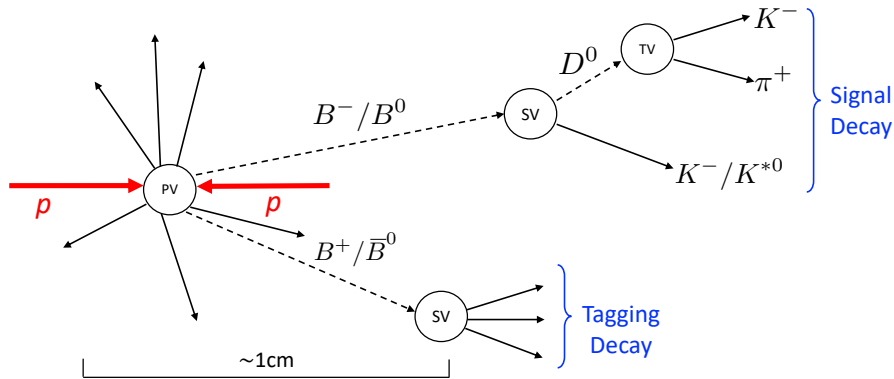 K⁻
D⁰
TV
π⁺
B⁻/B⁰
SV
Signal
Decay
K⁻/K*⁰
PV
p
p
B⁺/B̄⁰
SV
Tagging
Decay
~1cm